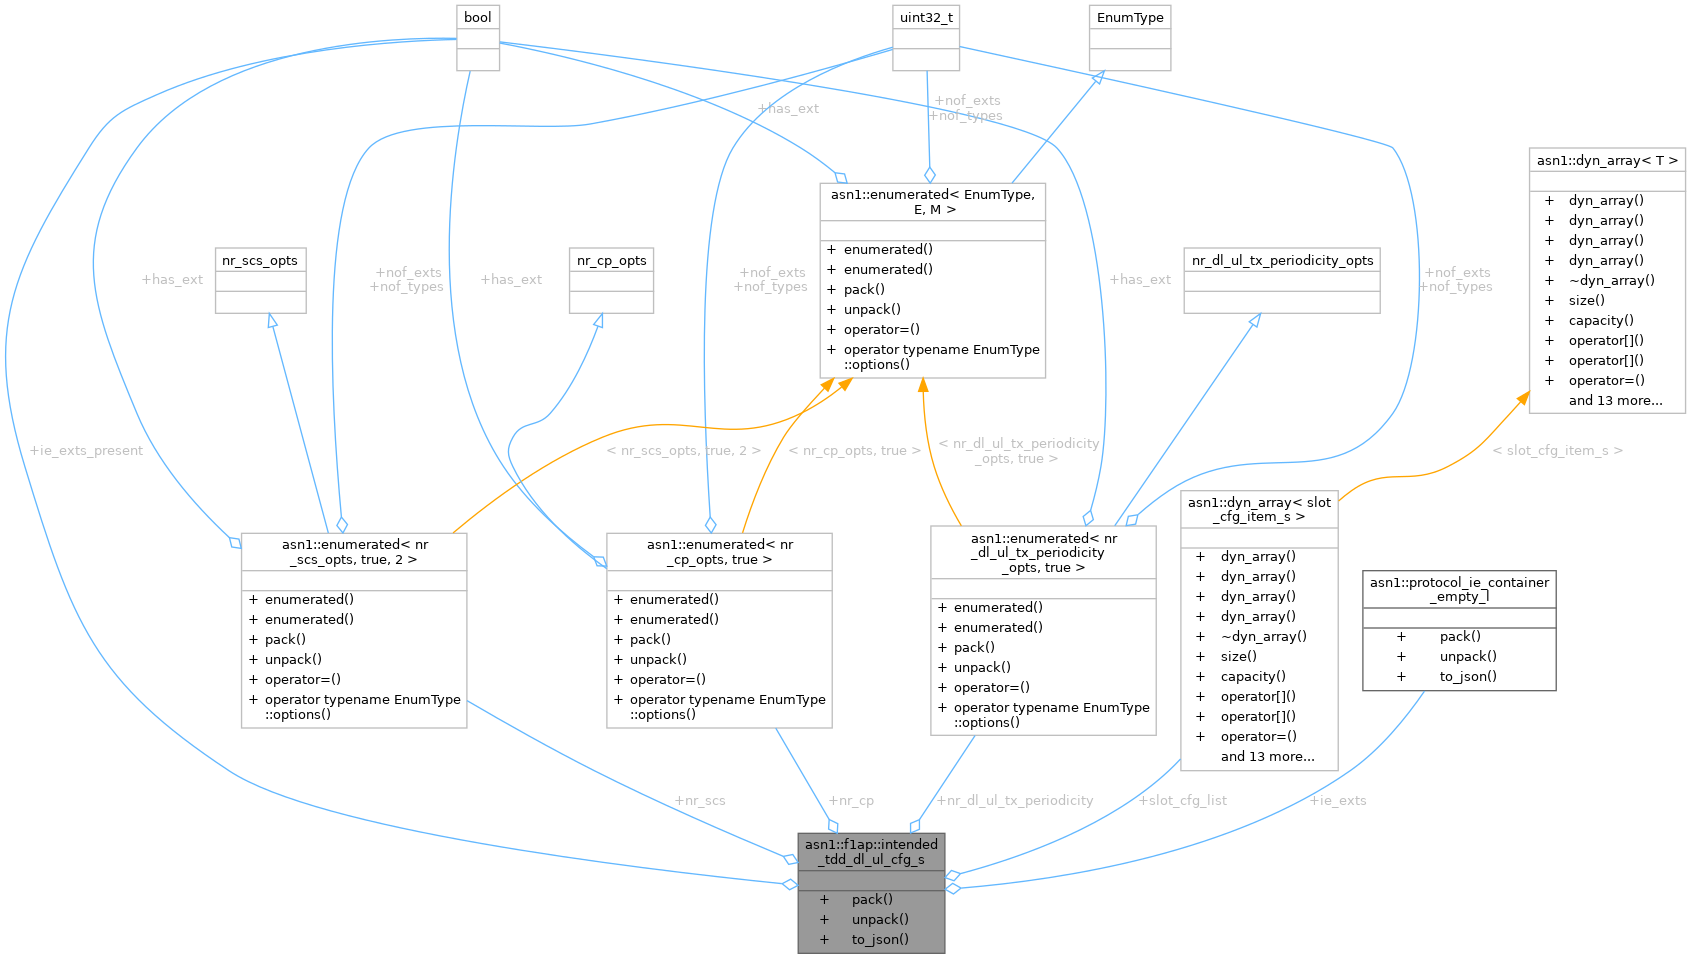 bool
uint32_t
EnumType
+has_ext
+nof_exts
+nof_types
asn1::dyn_array< T >
+ dyn_array()
+ dyn_array()
+ dyn_array()
+ dyn_array()
+ ~dyn_array()
+ size()
+ capacity()
+ operator[]()
+ operator[]()
+ operator=()
and 13 more...
asn1::enumerated< EnumType,
E, M >
+ enumerated()
+ enumerated()
+ pack()
+ unpack()
+ operator=()
+ operator typename EnumType
::options()
nr_scs_opts
nr_cp_opts
nr_dl_ul_tx_periodicity_opts
+has_ext
+nof_exts
+nof_types
+has_ext
+nof_exts
+nof_types
+has_ext
+nof_exts
+nof_types
+ie_exts_present
< nr_scs_opts, true, 2 >
< nr_cp_opts, true >
< nr_dl_ul_tx_periodicity
_opts, true >
< slot_cfg_item_s >
asn1::enumerated< nr
_scs_opts, true, 2 >
+ enumerated()
+ enumerated()
+ pack()
+ unpack()
+ operator=()
+ operator typename EnumType
::options()
asn1::enumerated< nr
_cp_opts, true >
+ enumerated()
+ enumerated()
+ pack()
+ unpack()
+ operator=()
+ operator typename EnumType
::options()
asn1::enumerated< nr
_dl_ul_tx_periodicity
_opts, true >
+ enumerated()
+ enumerated()
+ pack()
+ unpack()
+ operator=()
+ operator typename EnumType
::options()
asn1::dyn_array< slot
_cfg_item_s >
+ dyn_array()
+ dyn_array()
+ dyn_array()
+ dyn_array()
+ ~dyn_array()
+ size()
+ capacity()
+ operator[]()
+ operator[]()
+ operator=()
and 13 more...
asn1::protocol_ie_container
_empty_l
+ pack()
+ unpack()
+ to_json()
+nr_scs
+nr_cp
+nr_dl_ul_tx_periodicity
+slot_cfg_list
+ie_exts
asn1::f1ap::intended
_tdd_dl_ul_cfg_s
+ pack()
+ unpack()
+ to_json()